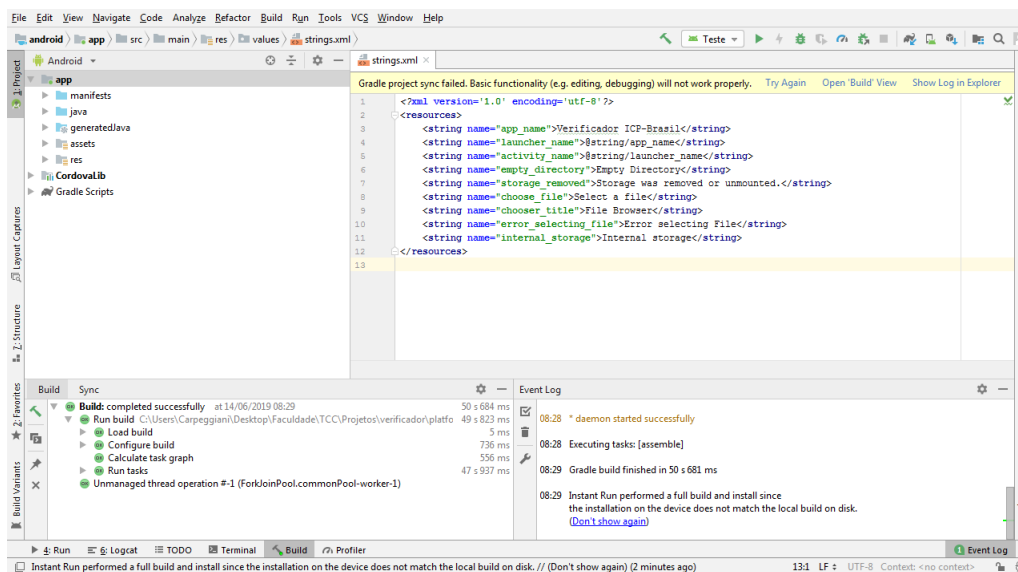 File Edit View Navigate Code Analyze Refactor Build Run Tools VCS Window Help
android app src main res values strings.xml
Teste
1: Project
Android
strings.xml
app
manifests
java
generatedJava
assets
res
CordovaLib
Gradle Scripts
Gradle project sync failed. Basic functionality (e.g. editing, debugging) will not work properly. Try Again Open 'Build' View Show Log in Explorer
1 <?xml version='1.0' encoding='utf-8'?>
2 <resources>
3 <string name="app_name">Verificador ICP-Brasil</string>
4 <string name="launcher_name">@string/app_name</string>
5 <string name="activity_name">@string/launcher_name</string>
6 <string name="empty_directory">Empty Directory</string>
7 <string name="storage_removed">Storage was removed or unmounted.</string>
8 <string name="choose_file">Select a file</string>
9 <string name="chooser_title">File Browser</string>
10 <string name="error_selecting_file">Error selecting File</string>
11 <string name="internal_storage">Internal storage</string>
12 </resources>
13
Layout Captures
Z: Structure
2: Favorites
Build Variants
Build Sync
Build: completed successfully at 14/06/2019 08:29 50 s 684 ms
Run build C:\Users\Carpeggiani\Desktop\Faculdade\TCC\Projetos\verificador\platfo 49 s 823 ms
Load build 5 ms
Configure build 736 ms
Calculate task graph 556 ms
Run tasks 47 s 937 ms
Unmanaged thread operation #-1 (ForkJoinPool.commonPool-worker-1)
Event Log
08:28 * daemon started successfully
08:28 Executing tasks: [assemble]
08:29 Gradle build finished in 50 s 681 ms
08:29 Instant Run performed a full build and install since
the installation on the device does not match the local build on disk.
(Don't show again)
4: Run 6: Logcat TODO Terminal Build Profiler 1 Event Log
Instant Run performed a full build and install since the installation on the device does not match the local build on disk. // (Don't show again) (2 minutes ago) 13:1 LF UTF-8 Context: <no context>